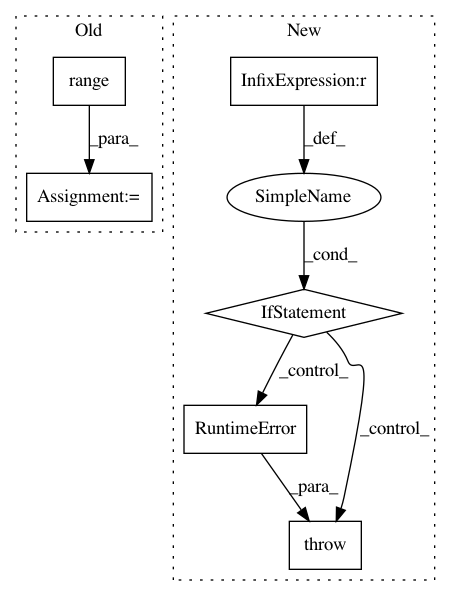 Old
New
range
InfixExpression:r
_para_
_def_
Assignment:=
SimpleName
_cond_
IfStatement
_control_
_control_
RuntimeError
_para_
throw